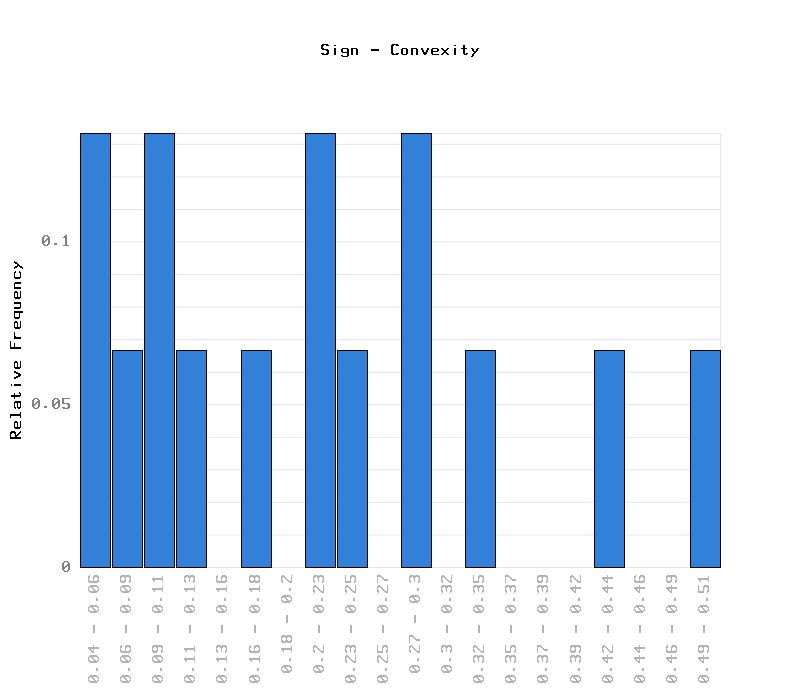 Sign - Convexity
Relative Frequency
0.1
0.05
0
0.04 - 0.06
0.06 - 0.09
0.09 - 0.11
0.11 - 0.13
0.13 - 0.16
0.16 - 0.18
0.18 - 0.2
0.2 - 0.23
0.23 - 0.25
0.25 - 0.27
0.27 - 0.3
0.3 - 0.32
0.32 - 0.35
0.35 - 0.37
0.37 - 0.39
0.39 - 0.42
0.42 - 0.44
0.44 - 0.46
0.46 - 0.49
0.49 - 0.51